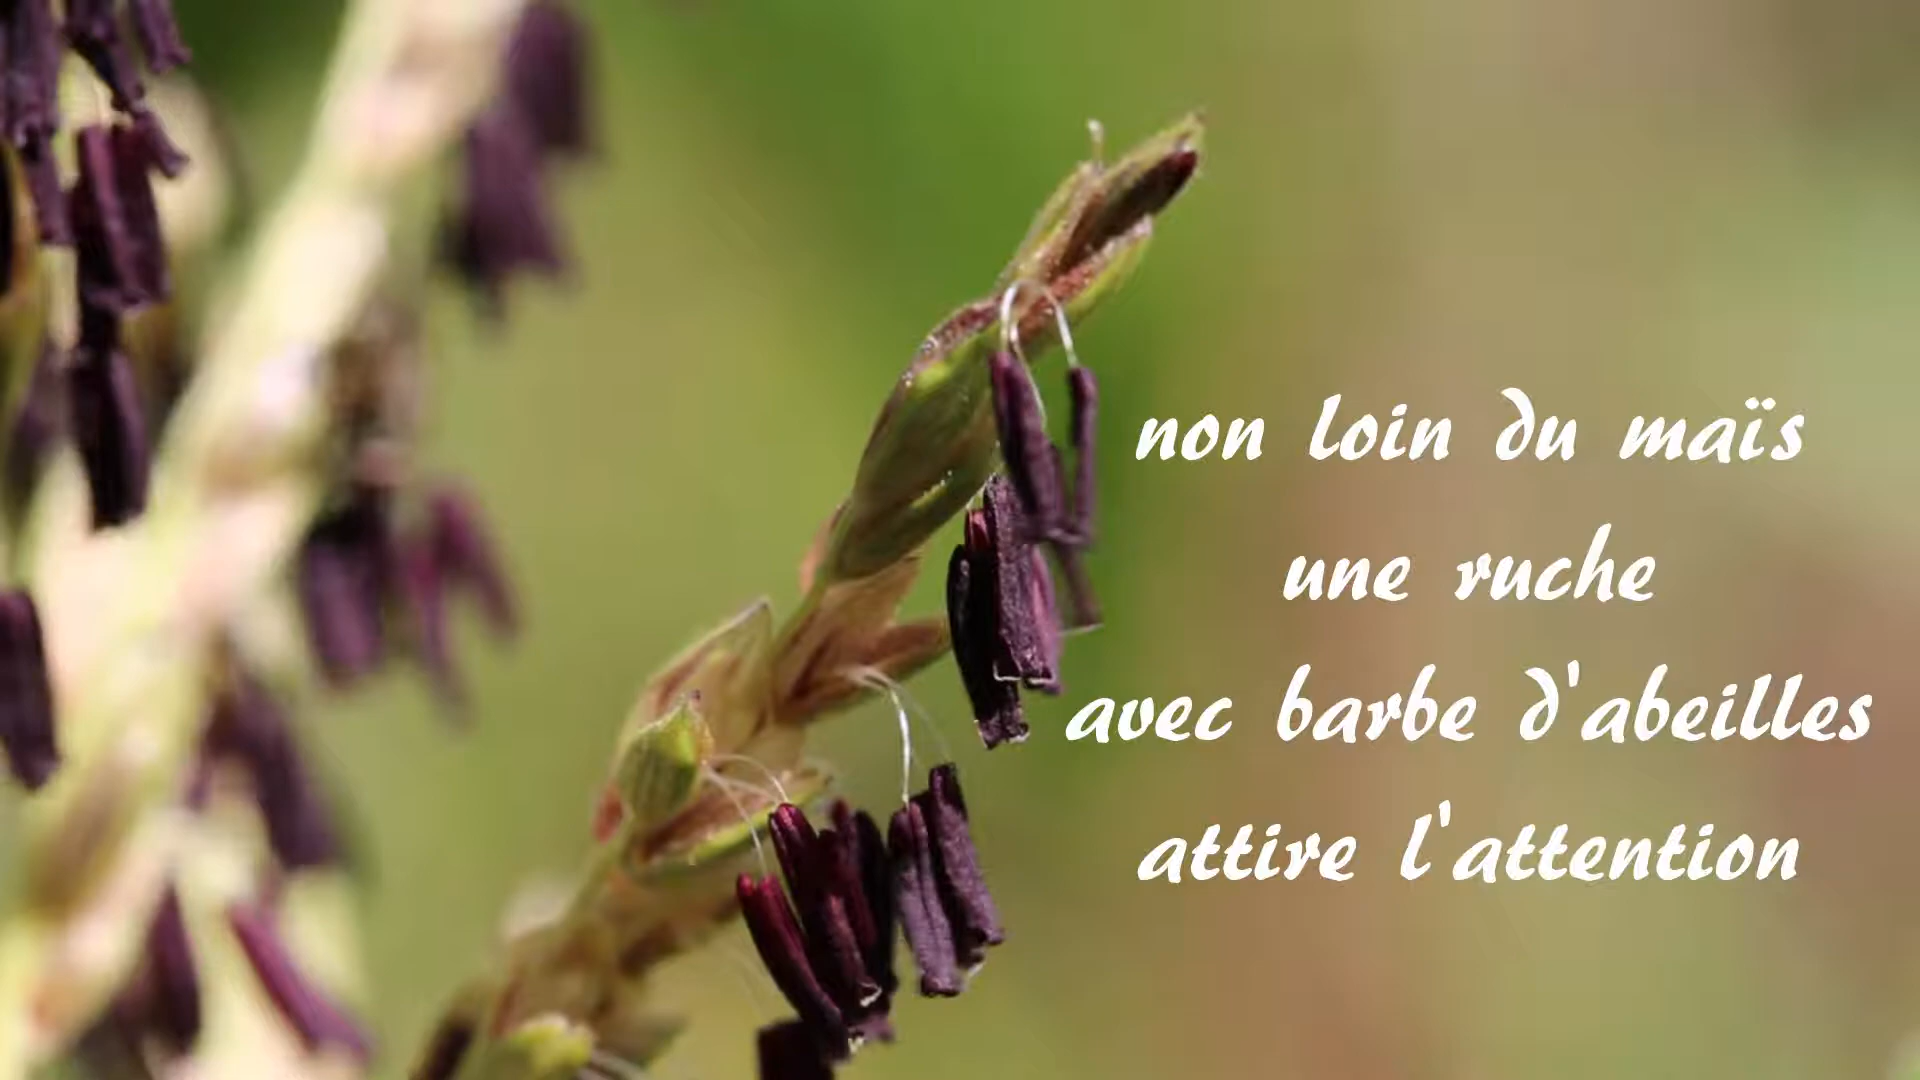 non loin du maïs
une ruche
avec barbe d'abeilles
attire l'attention